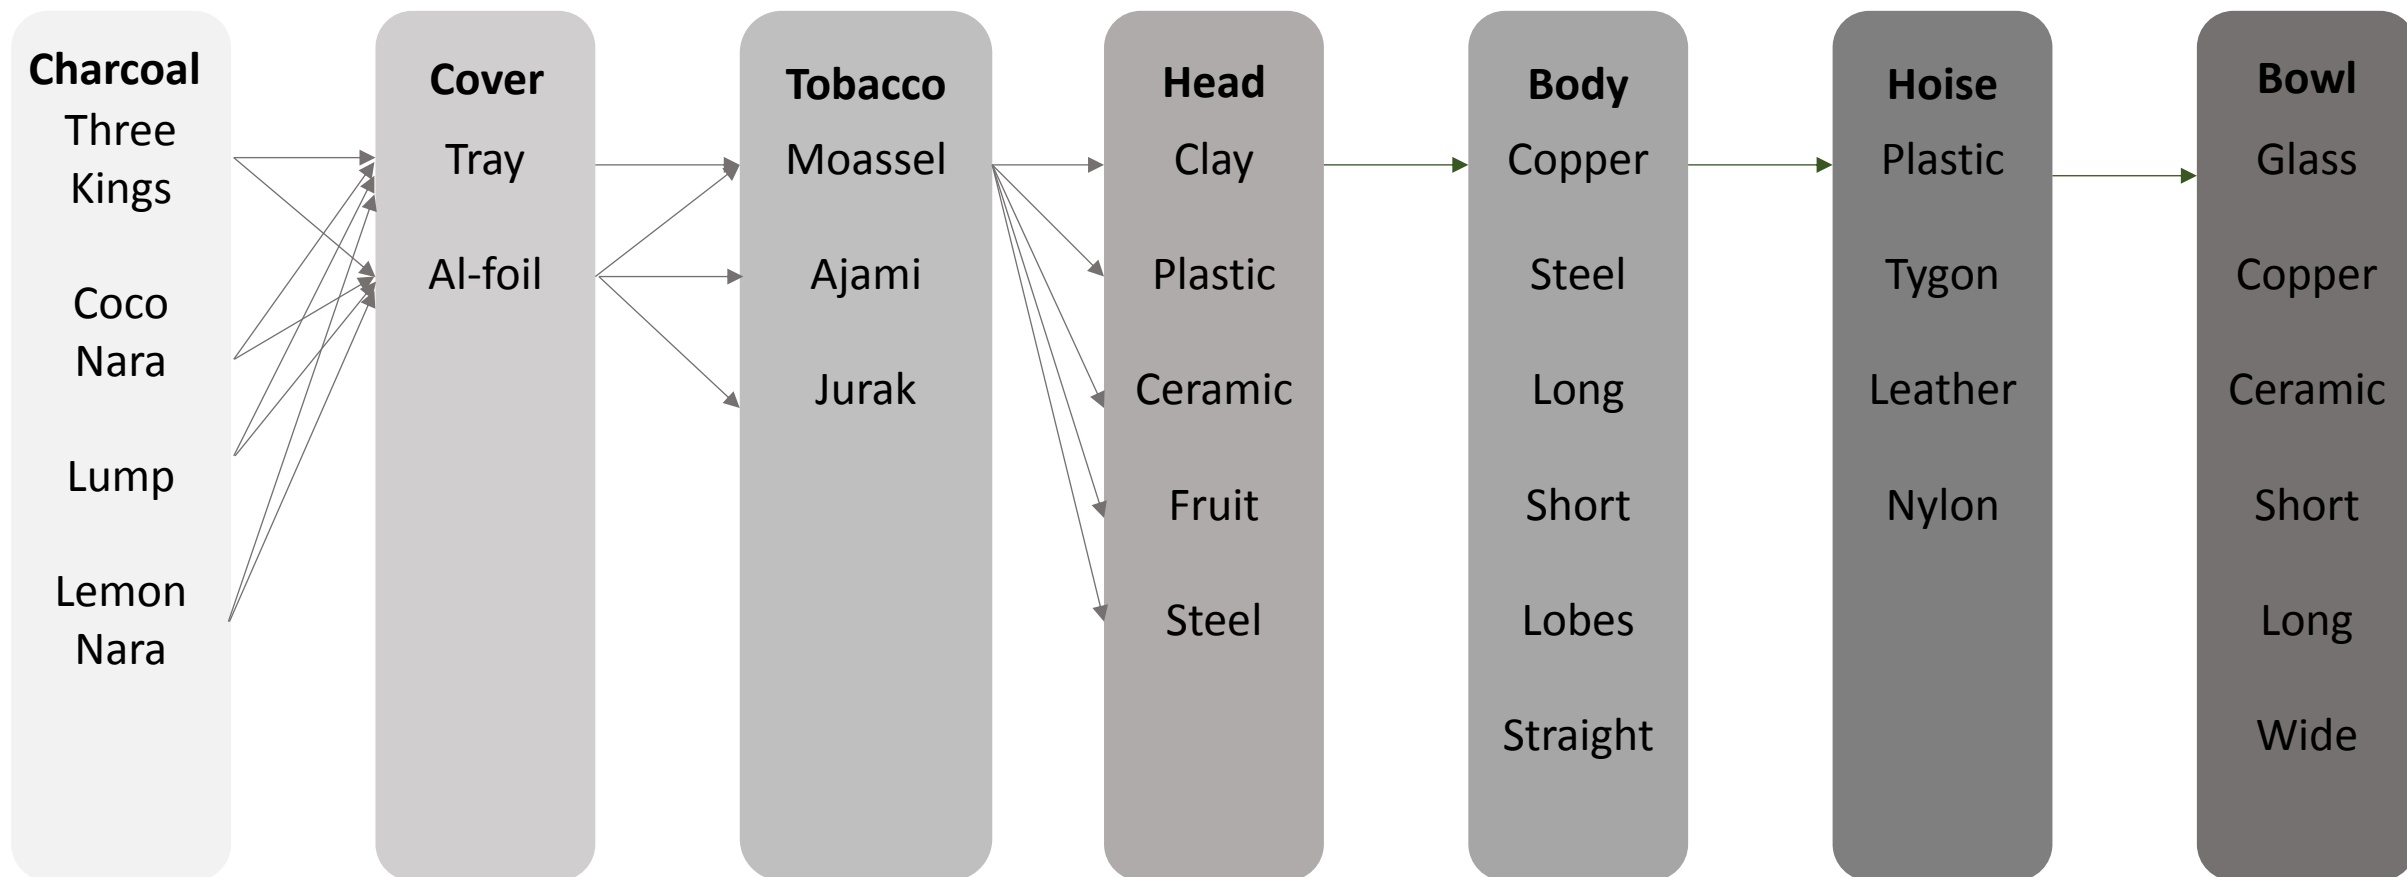 Charcoal
Three
Kings
Coco
Nara
Lump
Lemon
Nara
Cover
Tray
Al-foil
Tobacco
Moassel
Ajami
Jurak
Head
Clay
Plastic
Ceramic
Fruit
Steel
Body
Copper
Steel
Long
Short
Lobes
Straight
Hoise
Plastic
Tygon
Leather
Nylon
Bowl
Glass
Copper
Ceramic
Short
Long
Wide